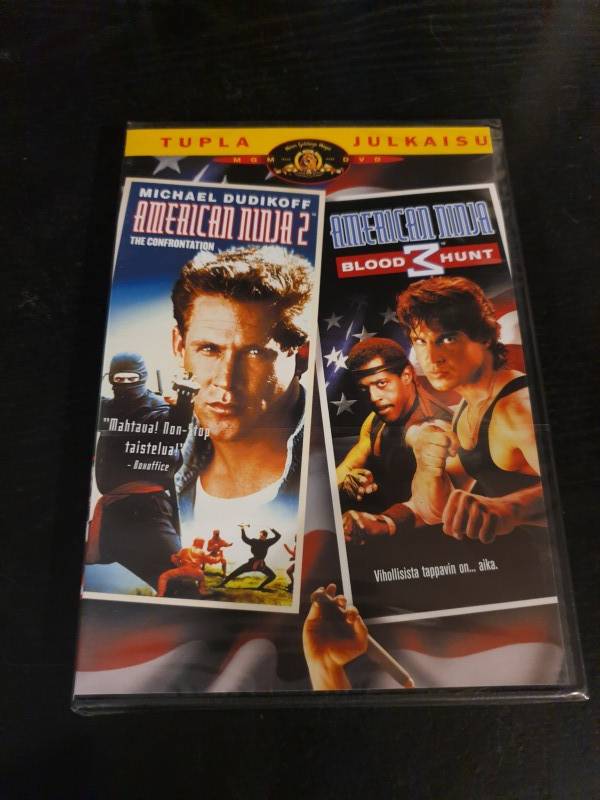 TUPLA JULKAISU
MGM DVD
MICHAEL DUDIKOFF
AMERICAN NINJA 2
THE CONFRONTATION
"Mahtava! Non-stop
taistelua!"
- Boxoffice
AMERICAN NINJA
BLOOD 3 HUNT
Vihollisista tappavin on... aika.